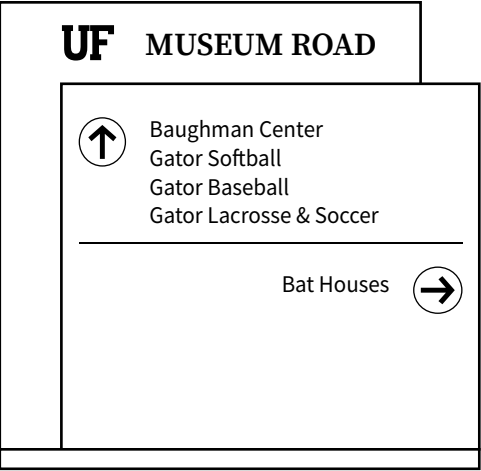 UF MUSEUM ROAD
Baughman Center
Gator Softball
Gator Baseball
Gator Lacrosse & Soccer
Bat Houses